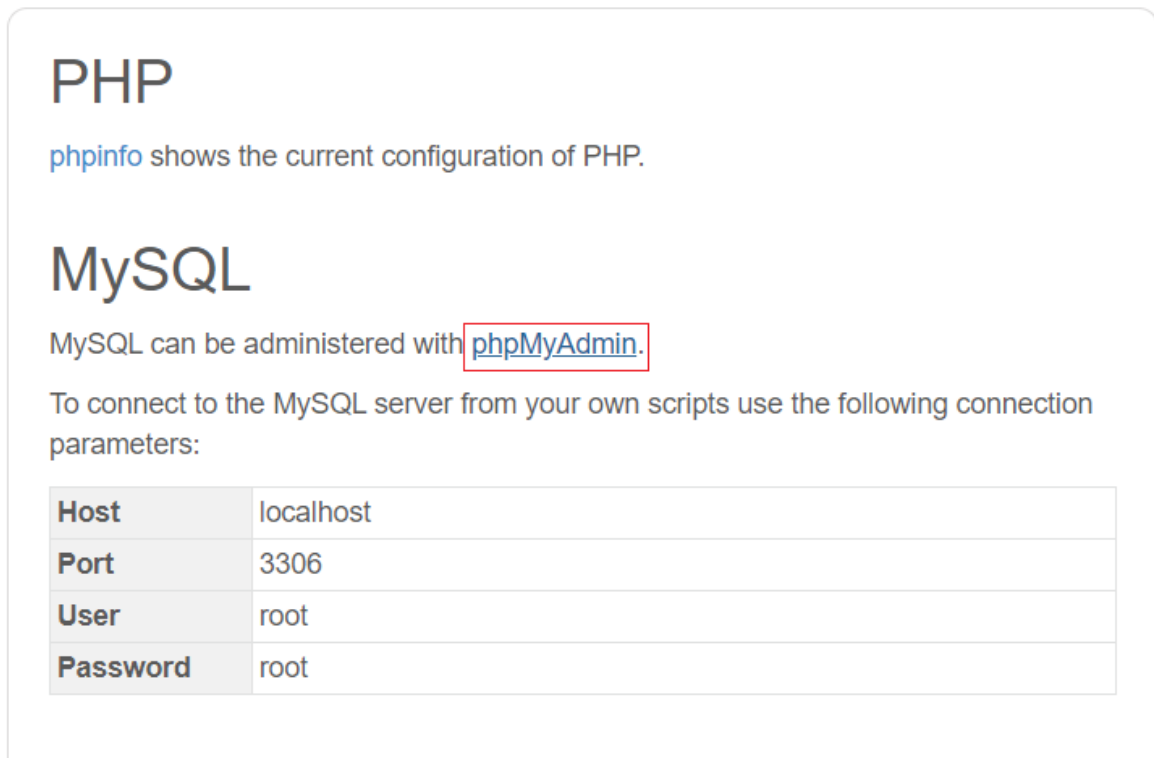 PHP
phpinfo shows the current configuration of PHP.
MySQL
MySQL can be administered with phpMyAdmin.
To connect to the MySQL server from your own scripts use the following connection
parameters:
Host localhost
Port 3306
User root
Password root